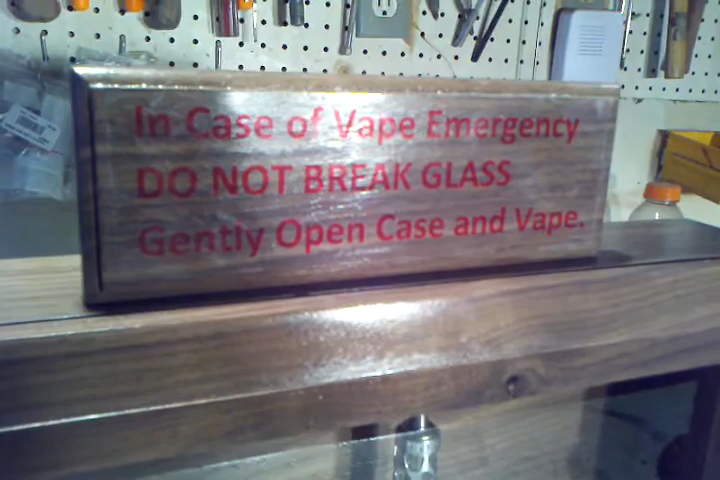 In Case of Vape Emergency
DO NOT BREAK GLASS
Gently Open Case and Vape.